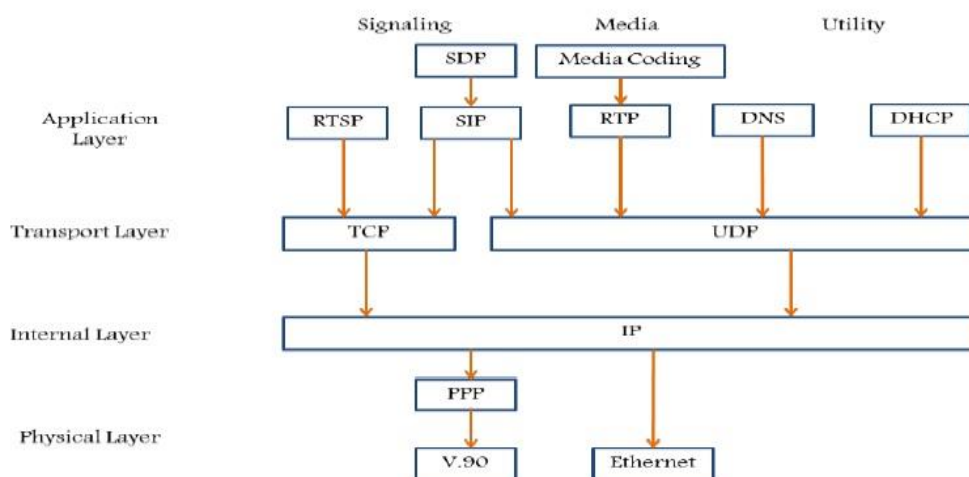 Signaling Media Utility
SDP Media Coding
Application
Layer
RTSP SIP RTP DNS DHCP
Transport Layer TCP UDP
Internal Layer IP
PPP
Physical Layer
V.90 Ethernet